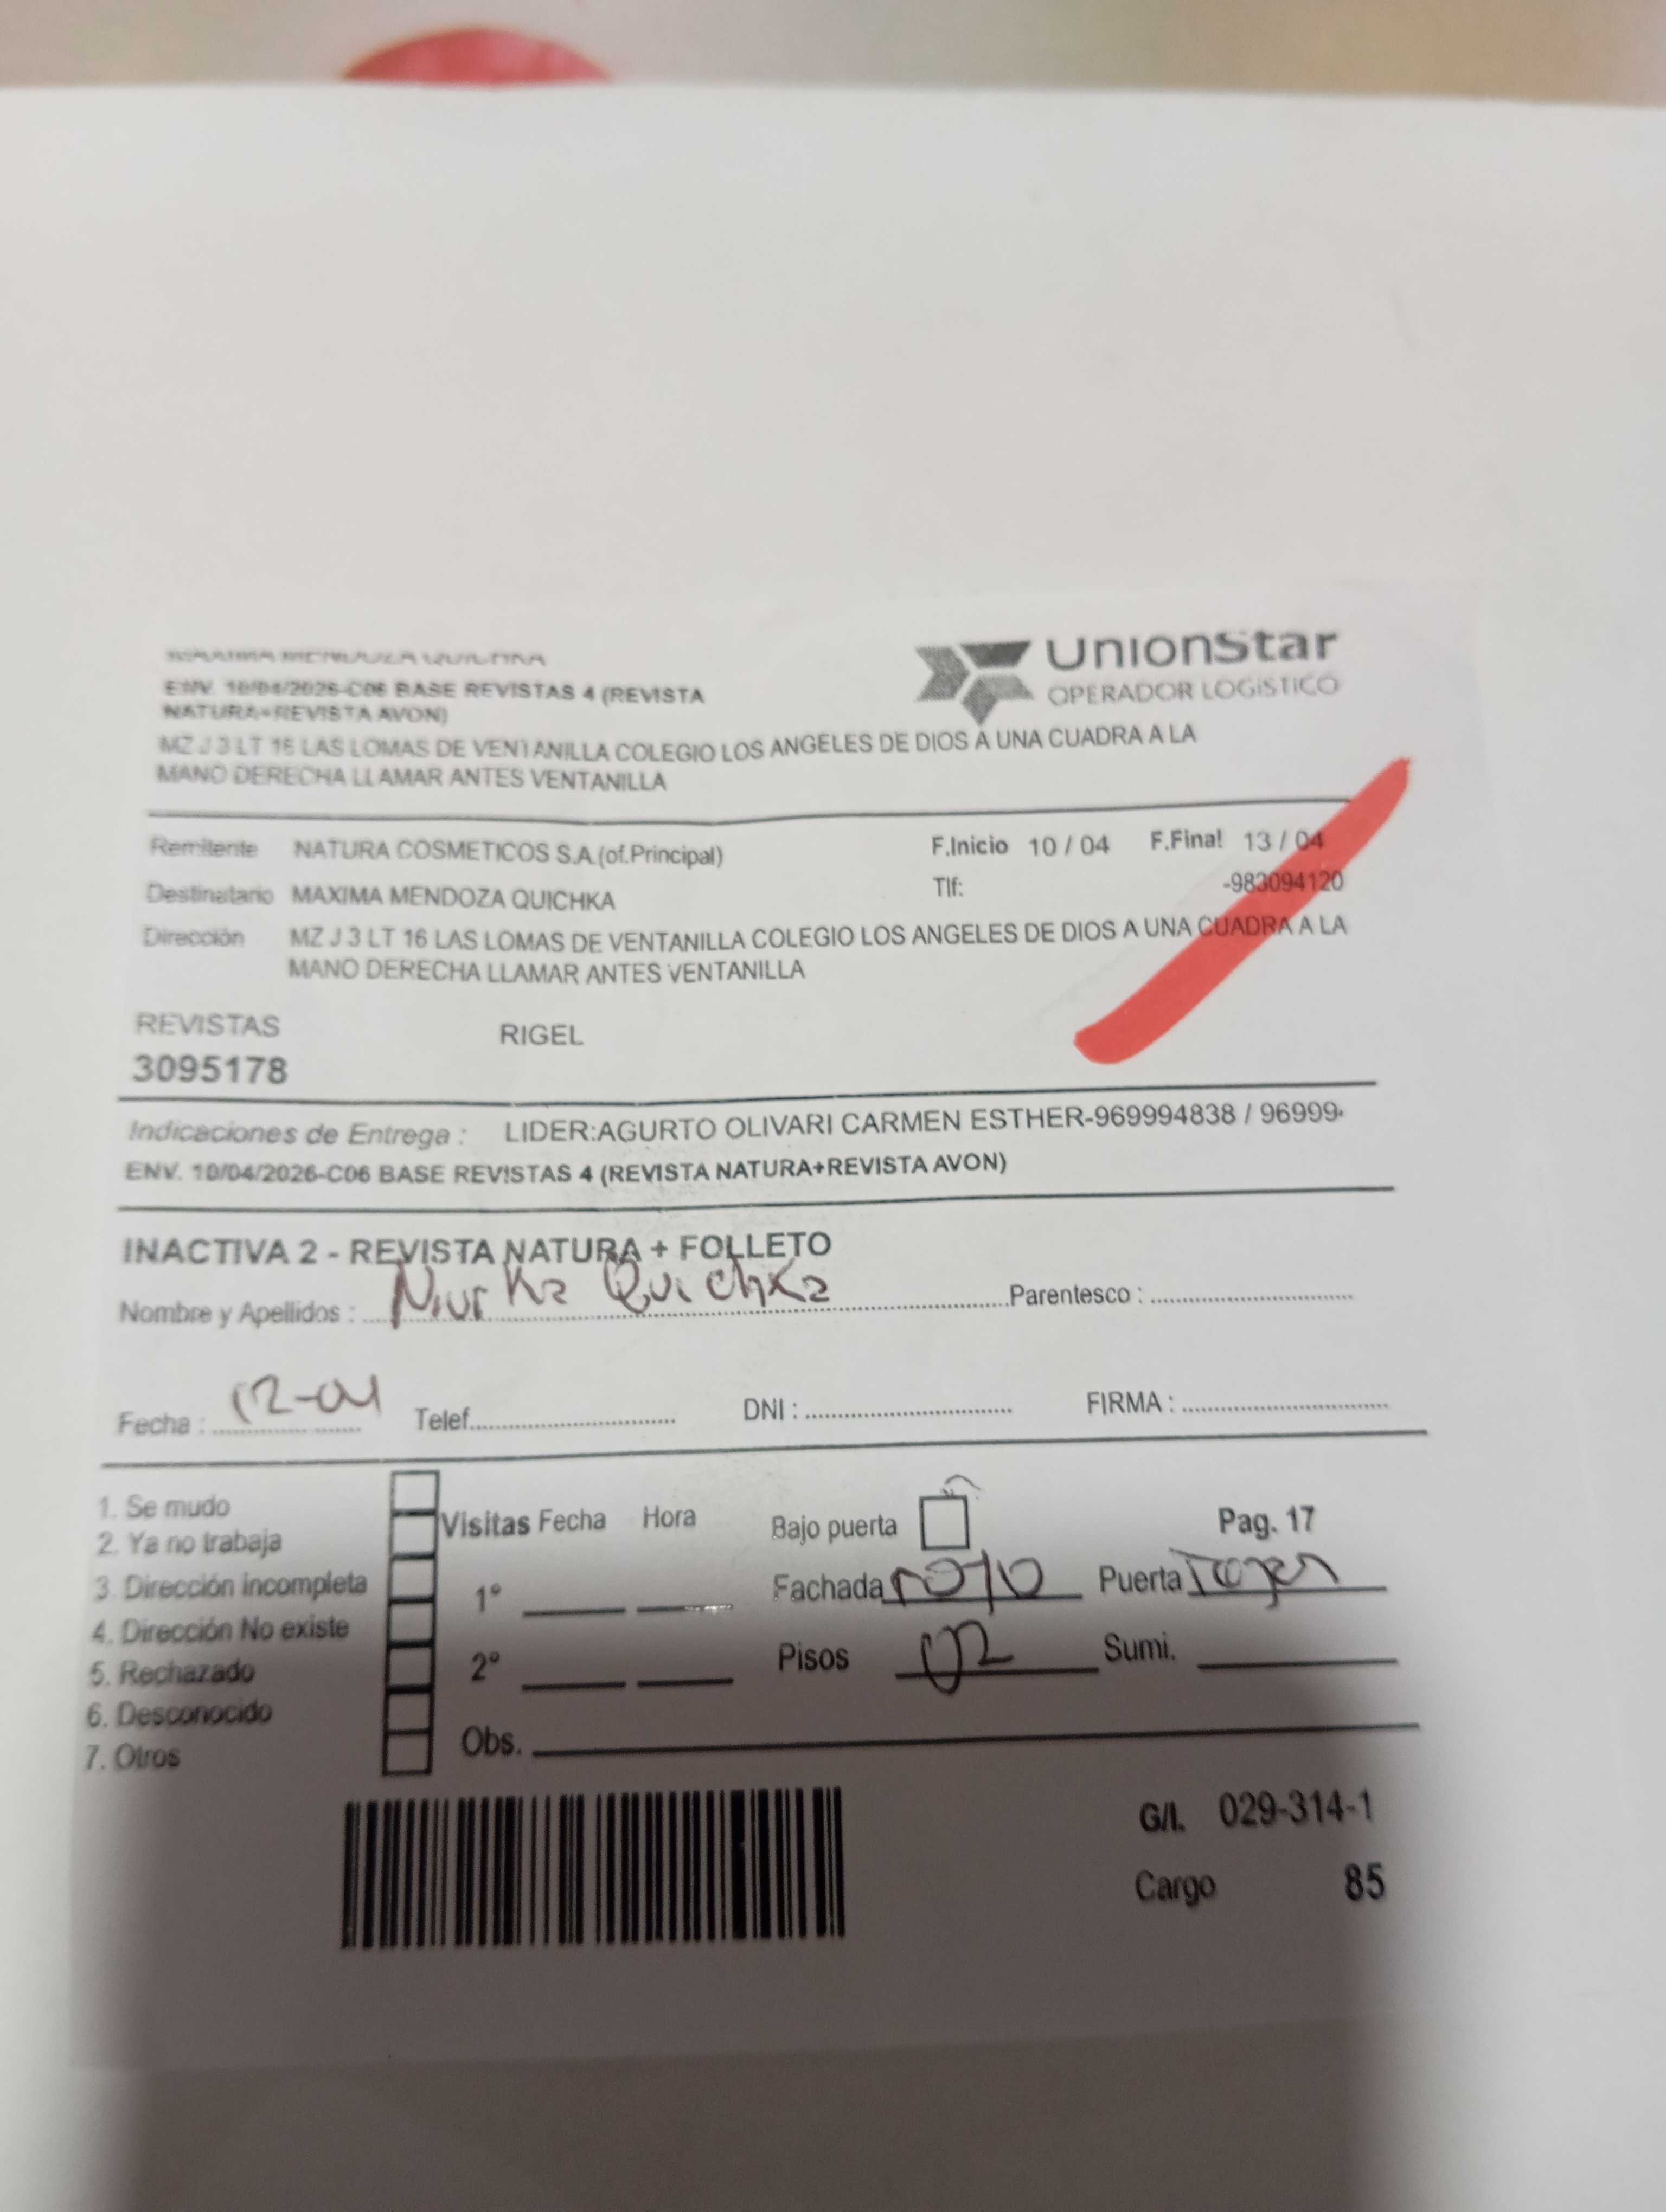 MAXIMA MENDOZA QUICHKA
UnionStar
OPERADOR LOGISTICO
ENV. 10/04/2026-C06 BASE REVISTAS 4 (REVISTA
NATURA+REVISTA AVON)
MZ J 3 LT 16 LAS LOMAS DE VENTANILLA COLEGIO LOS ANGELES DE DIOS A UNA CUADRA A LA
MANO DERECHA LLAMAR ANTES VENTANILLA
Remitente NATURA COSMETICOS S.A.(of.Principal) F.Inicio 10 / 04 F.Final 13 / 04
Destinatario MAXIMA MENDOZA QUICHKA Tlf: -983094120
Dirección MZ J 3 LT 16 LAS LOMAS DE VENTANILLA COLEGIO LOS ANGELES DE DIOS A UNA CUADRA A LA
MANO DERECHA LLAMAR ANTES VENTANILLA
REVISTAS RIGEL
3095178
Indicaciones de Entrega : LIDER:AGURTO OLIVARI CARMEN ESTHER-969994838 / 96999
ENV. 10/04/2026-C06 BASE REVISTAS 4 (REVISTA NATURA+REVISTA AVON)
INACTIVA 2 - REVISTA NATURA + FOLLETO
Nombre y Apellidos : Niurka Quichka Parentesco :
Fecha : 12-04 Telef. DNI : FIRMA :
1. Se mudo
2. Ya no trabaja
3. Dirección incompleta
4. Dirección No existe
5. Rechazado
6. Desconocido
7. Otros
Visitas Fecha Hora
1º
2º
Obs.
Bajo puerta Pag. 17
Fachada rojo Puerta
Pisos 02 Sumi.
G/I. 029-314-1
Cargo 85